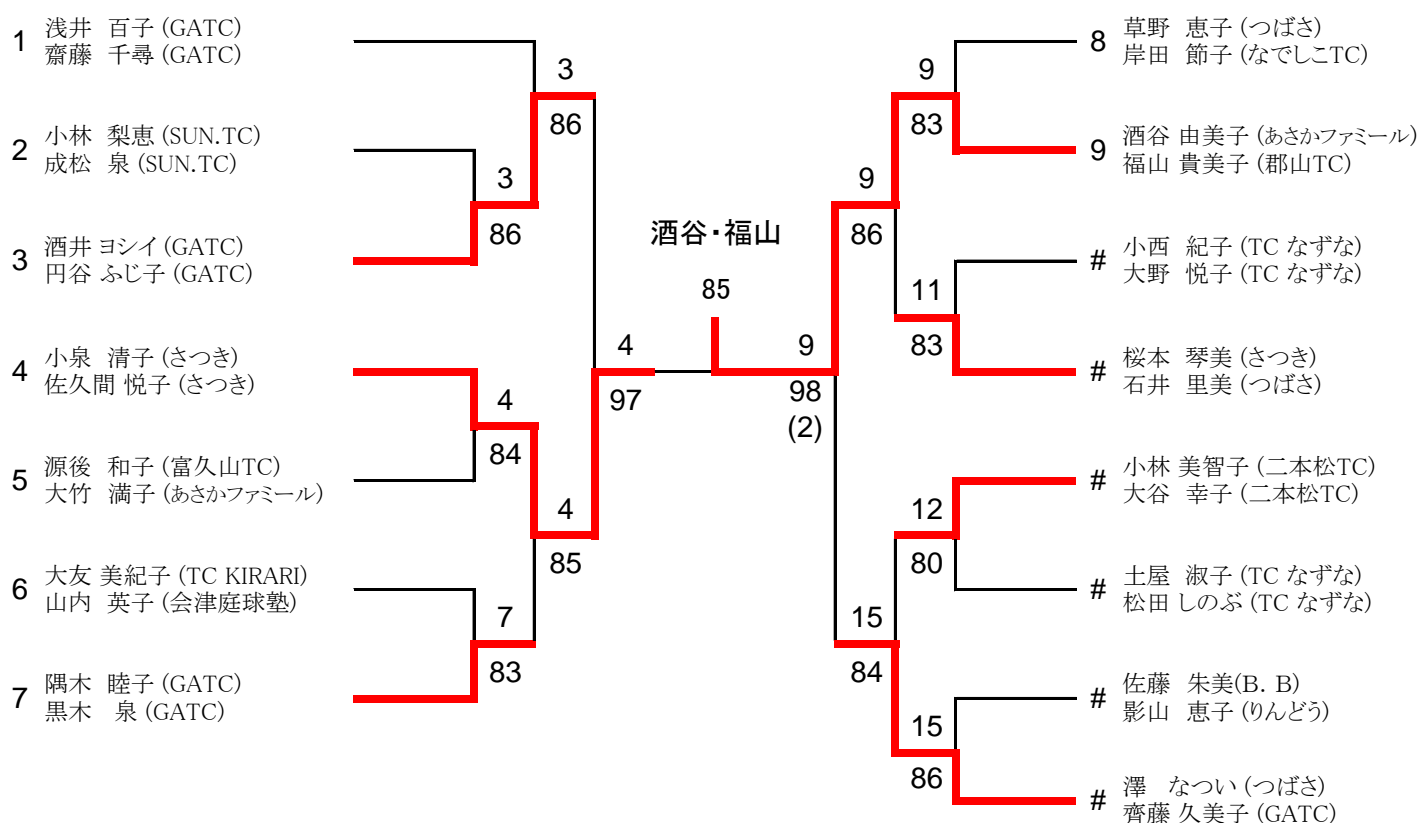 1
浅井 百子 (GATC)
齋藤 千尋 (GATC)
2
小林 梨恵 (SUN.TC)
成松 泉 (SUN.TC)
3
酒井 ヨシイ (GATC)
円谷 ふじ子 (GATC)
4
小泉 清子 (さつき)
佐久間 悦子 (さつき)
5
源後 和子 (富久山TC)
大竹 満子 (あさかファミール)
6
大友 美紀子 (TC KIRARI)
山内 英子 (会津庭球塾)
7
隅木 睦子 (GATC)
黒木 泉 (GATC)
3
86
3
86
4
84
4
85
7
83
4
97
酒谷・福山
85
9
98
(2)
9
86
9
83
11
83
12
80
15
84
15
86
8
草野 恵子 (つばさ)
岸田 節子 (なでしこTC)
9
酒谷 由美子 (あさかファミール)
福山 貴美子 (郡山TC)
#
小西 紀子 (TC なずな)
大野 悦子 (TC なずな)
#
桜本 琴美 (さつき)
石井 里美 (つばさ)
#
小林 美智子 (二本松TC)
大谷 幸子 (二本松TC)
#
土屋 淑子 (TC なずな)
松田 しのぶ (TC なずな)
#
佐藤 朱美(B. B)
影山 恵子 (りんどう)
#
澤 なつい (つばさ)
齊藤 久美子 (GATC)